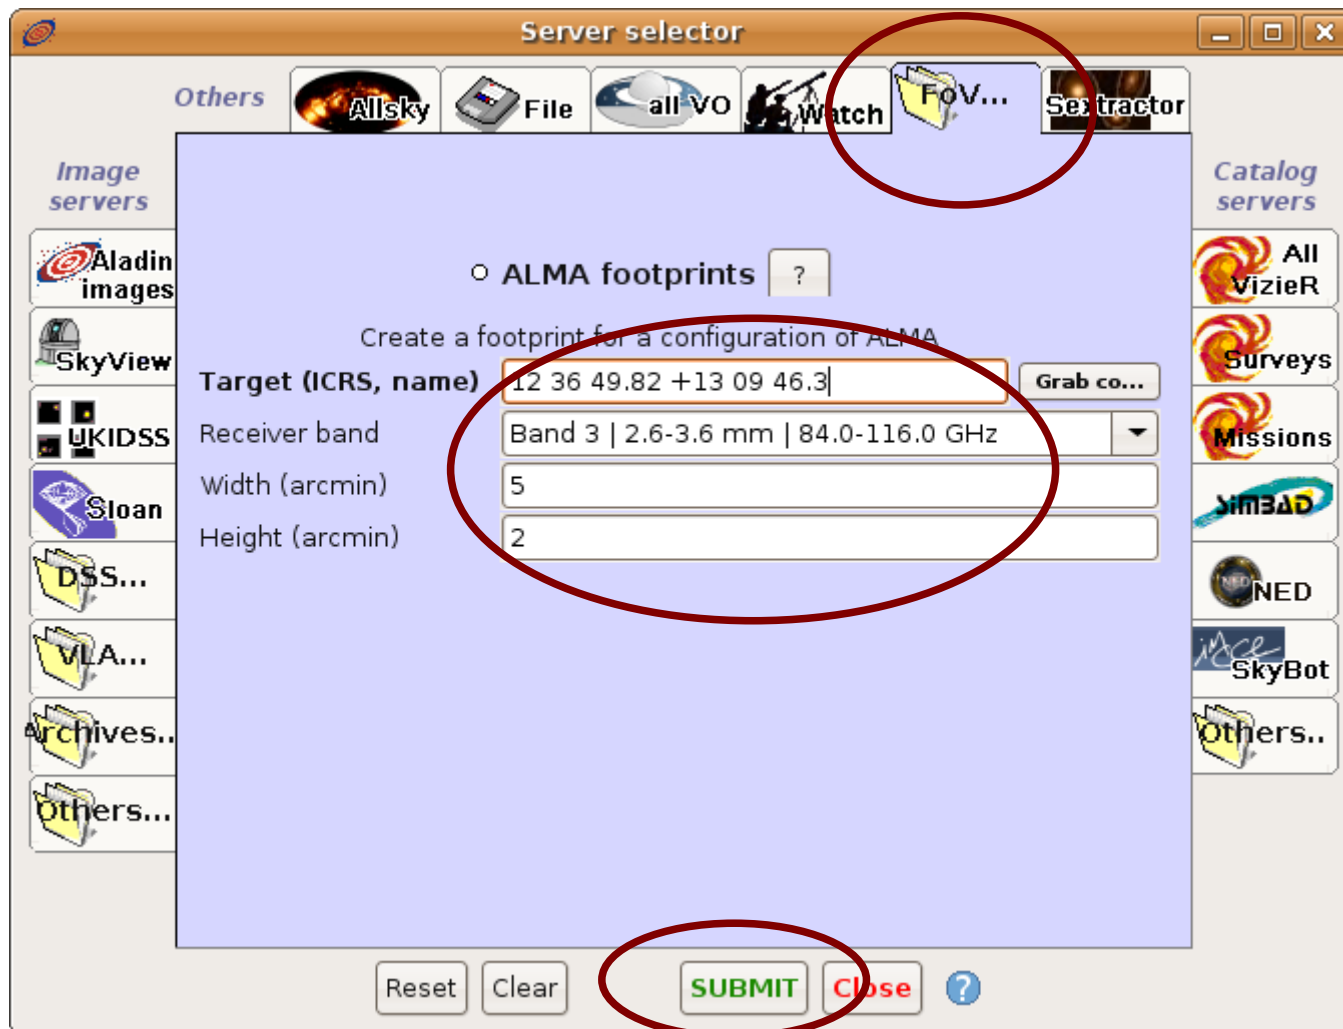 Server selector
Others
Allsky
File
all VO
Watch
FoV...
Sextractor
Image
servers
Catalog
servers
Aladin
images
SkyView
UKIDSS
Sloan
DSS...
VLA...
Archives..
Others...
ALMA footprints ?
Create a footprint for a configuration of ALMA
Target (ICRS, name) 12 36 49.82 +13 09 46.3 Grab co...
Receiver band Band 3 | 2.6-3.6 mm | 84.0-116.0 GHz
Width (arcmin) 5
Height (arcmin) 2
All
VizieR
Surveys
Missions
SiMBAD
NED
NED
imcce
SkyBot
Others..
Reset Clear SUBMIT Close ?